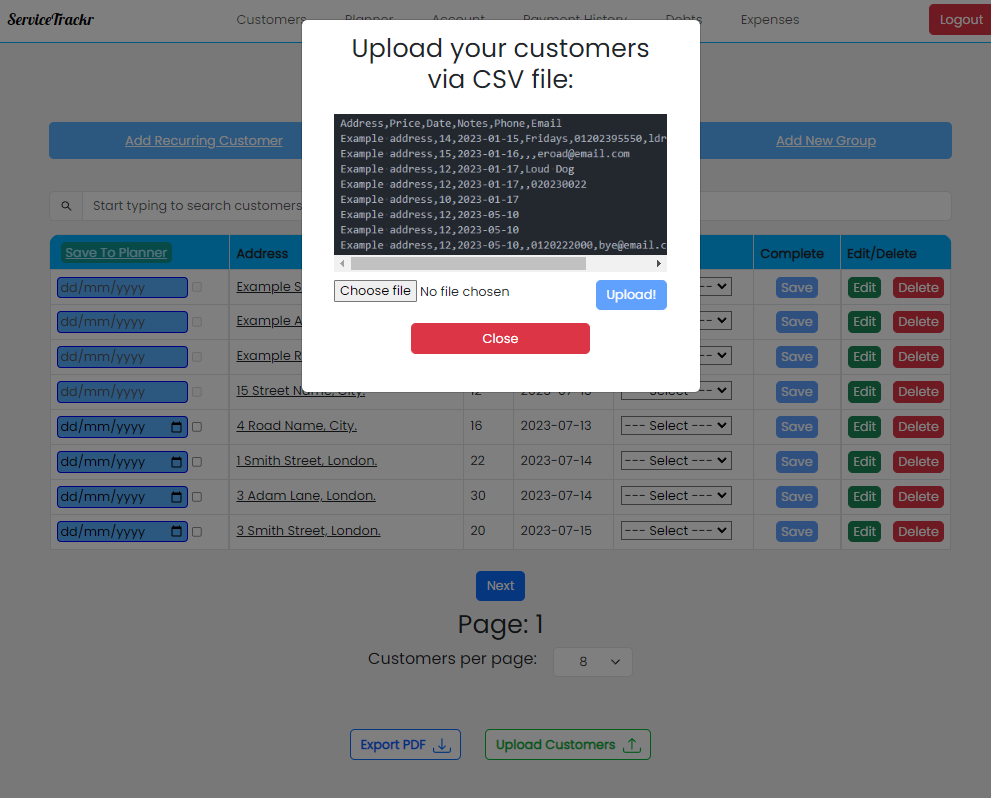 ServiceTrackr Customers Planner Account Payment History Debts Expenses Logout
Upload your customers
via CSV file:
Address,Price,Date,Notes,Phone,Email
Example address,14,2023-01-15,Fridays,01202395550,ldr
Example address,15,2023-01-16,,,eroad@email.com
Example address,12,2023-01-17,Loud Dog
Example address,12,2023-01-17,,020230022
Example address,10,2023-01-17
Example address,12,2023-05-10
Example address,12,2023-05-10
Example address,12,2023-05-10,,0120222000,bye@email.c
Choose file No file chosen Upload!
Close
Add Recurring Customer Add New Group
Start typing to search customers
Save To Planner Address Complete Edit/Delete
dd/mm/yyyy Example S --- Save Edit Delete
dd/mm/yyyy Example A --- Save Edit Delete
dd/mm/yyyy Example R --- Save Edit Delete
dd/mm/yyyy 15 Street Name, City. 12 --- Select --- Save Edit Delete
dd/mm/yyyy 4 Road Name, City. 16 2023-07-13 --- Select --- Save Edit Delete
dd/mm/yyyy 1 Smith Street, London. 22 2023-07-14 --- Select --- Save Edit Delete
dd/mm/yyyy 3 Adam Lane, London. 30 2023-07-14 --- Select --- Save Edit Delete
dd/mm/yyyy 3 Smith Street, London. 20 2023-07-15 --- Select --- Save Edit Delete
Next
Page: 1
Customers per page: 8
Export PDF Upload Customers